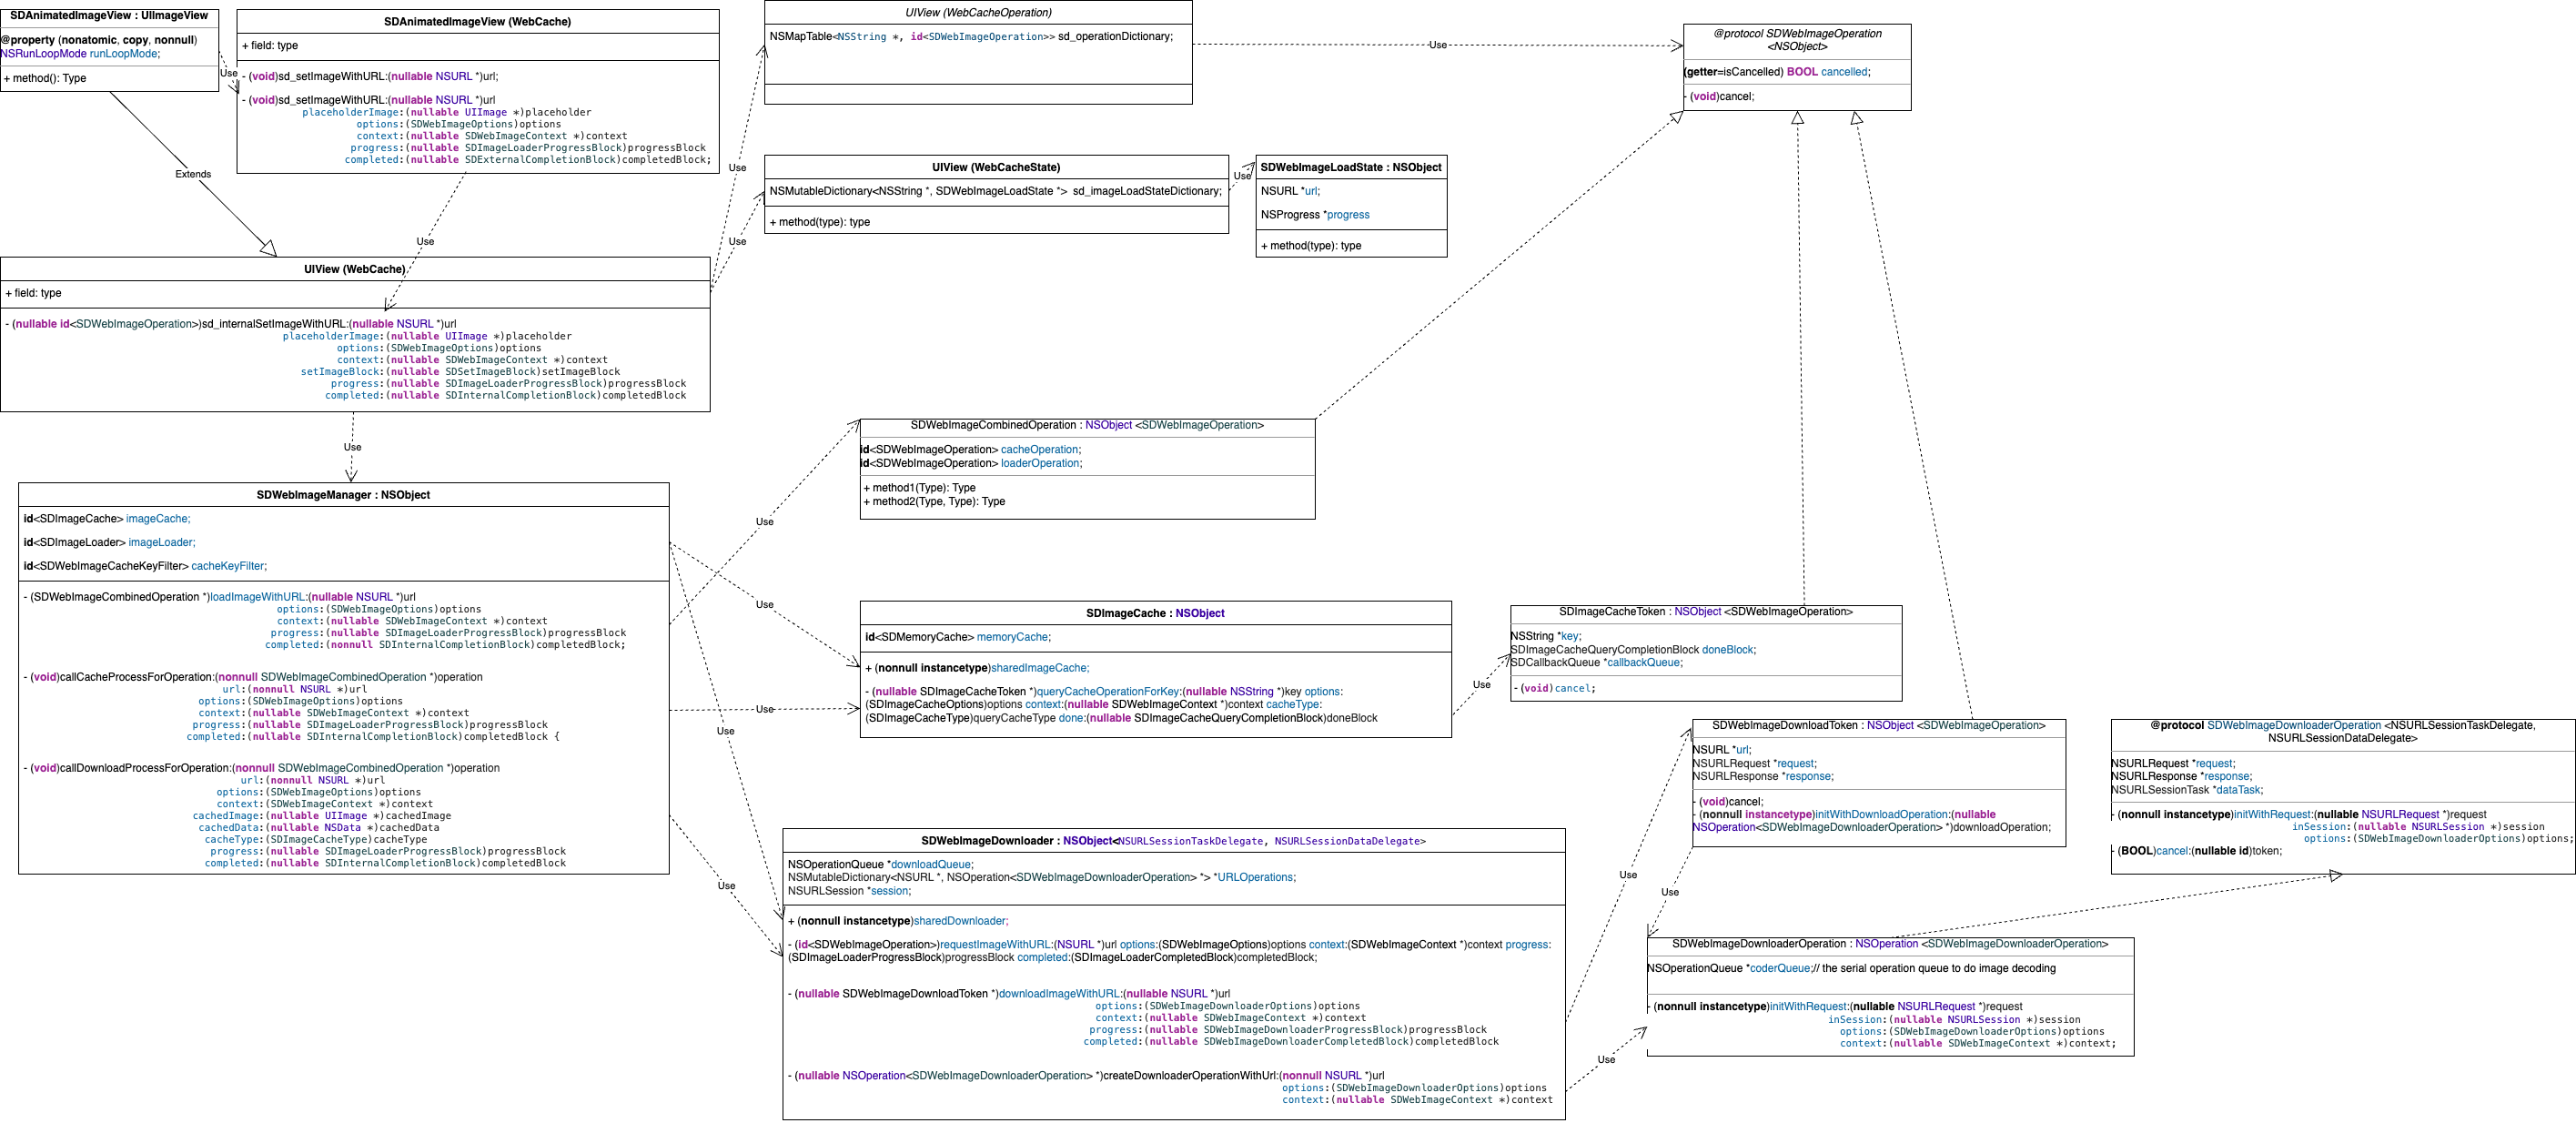 SDAnimatedImageView : UIImageView
@property (nonatomic, copy, nonnull)
NSRunLoopMode runLoopMode;
+ method(): Type
Use
SDAnimatedImageView (WebCache)
+ field: type
- (void)sd_setImageWithURL:(nullable NSURL *)url;
- (void)sd_setImageWithURL:(nullable NSURL *)url
placeholderImage:(nullable UIImage *)placeholder
options:(SDWebImageOptions)options
context:(nullable SDWebImageContext *)context
progress:(nullable SDImageLoaderProgressBlock)progressBlock
completed:(nullable SDExternalCompletionBlock)completedBlock;
Extends
Use
UIView (WebCacheOperation)
NSMapTable<NSString *, id<SDWebImageOperation>> sd_operationDictionary;
Use
@protocol SDWebImageOperation
<NSObject>
(getter=isCancelled) BOOL cancelled;
- (void)cancel;
Use
UIView (WebCacheState)
NSMutableDictionary<NSString *, SDWebImageLoadState *>  sd_imageLoadStateDictionary;
+ method(type): type
Use
Use
SDWebImageLoadState : NSObject
NSURL *url;
NSProgress *progress
+ method(type): type
UIView (WebCache)
+ field: type
- (nullable id<SDWebImageOperation>)sd_internalSetImageWithURL:(nullable NSURL *)url
placeholderImage:(nullable UIImage *)placeholder
options:(SDWebImageOptions)options
context:(nullable SDWebImageContext *)context
setImageBlock:(nullable SDSetImageBlock)setImageBlock
progress:(nullable SDImageLoaderProgressBlock)progressBlock
completed:(nullable SDInternalCompletionBlock)completedBlock
Use
SDWebImageManager : NSObject
id<SDImageCache> imageCache;
id<SDImageLoader> imageLoader;
id<SDWebImageCacheKeyFilter> cacheKeyFilter;
- (SDWebImageCombinedOperation *)loadImageWithURL:(nullable NSURL *)url
options:(SDWebImageOptions)options
context:(nullable SDWebImageContext *)context
progress:(nullable SDImageLoaderProgressBlock)progressBlock
completed:(nonnull SDInternalCompletionBlock)completedBlock;
- (void)callCacheProcessForOperation:(nonnull SDWebImageCombinedOperation *)operation
url:(nonnull NSURL *)url
options:(SDWebImageOptions)options
context:(nullable SDWebImageContext *)context
progress:(nullable SDImageLoaderProgressBlock)progressBlock
completed:(nullable SDInternalCompletionBlock)completedBlock {
- (void)callDownloadProcessForOperation:(nonnull SDWebImageCombinedOperation *)operation
url:(nonnull NSURL *)url
options:(SDWebImageOptions)options
context:(SDWebImageContext *)context
cachedImage:(nullable UIImage *)cachedImage
cachedData:(nullable NSData *)cachedData
cacheType:(SDImageCacheType)cacheType
progress:(nullable SDImageLoaderProgressBlock)progressBlock
completed:(nullable SDInternalCompletionBlock)completedBlock
Use
Use
Use
Use
Use
SDWebImageCombinedOperation : NSObject <SDWebImageOperation>
id<SDWebImageOperation> cacheOperation;
id<SDWebImageOperation> loaderOperation;
+ method1(Type): Type
+ method2(Type, Type): Type
SDImageCache : NSObject
id<SDMemoryCache> memoryCache;
+ (nonnull instancetype)sharedImageCache;
- (nullable SDImageCacheToken *)queryCacheOperationForKey:(nullable NSString *)key options:
(SDImageCacheOptions)options context:(nullable SDWebImageContext *)context cacheType:
(SDImageCacheType)queryCacheType done:(nullable SDImageCacheQueryCompletionBlock)doneBlock
Use
SDImageCacheToken : NSObject <SDWebImageOperation>
NSString *key;
SDImageCacheQueryCompletionBlock doneBlock;
SDCallbackQueue *callbackQueue;
- (void)cancel;
SDWebImageDownloader : NSObject<NSURLSessionTaskDelegate, NSURLSessionDataDelegate>
NSOperationQueue *downloadQueue;
NSMutableDictionary<NSURL *, NSOperation<SDWebImageDownloaderOperation> *> *URLOperations;
NSURLSession *session;
+ (nonnull instancetype)sharedDownloader;
- (id<SDWebImageOperation>)requestImageWithURL:(NSURL *)url options:(SDWebImageOptions)options context:(SDWebImageContext *)context progress:
(SDImageLoaderProgressBlock)progressBlock completed:(SDImageLoaderCompletedBlock)completedBlock;
- (nullable SDWebImageDownloadToken *)downloadImageWithURL:(nullable NSURL *)url
options:(SDWebImageDownloaderOptions)options
context:(nullable SDWebImageContext *)context
progress:(nullable SDWebImageDownloaderProgressBlock)progressBlock
completed:(nullable SDWebImageDownloaderCompletedBlock)completedBlock
- (nullable NSOperation<SDWebImageDownloaderOperation> *)createDownloaderOperationWithUrl:(nonnull NSURL *)url
options:(SDWebImageDownloaderOptions)options
context:(nullable SDWebImageContext *)context
Use
Use
Use
SDWebImageDownloadToken : NSObject <SDWebImageOperation>
NSURL *url;
NSURLRequest *request;
NSURLResponse *response;
- (void)cancel;
- (nonnull instancetype)initWithDownloadOperation:(nullable
NSOperation<SDWebImageDownloaderOperation> *)downloadOperation;
@protocol SDWebImageDownloaderOperation <NSURLSessionTaskDelegate,
NSURLSessionDataDelegate>
NSURLRequest *request;
NSURLResponse *response;
NSURLSessionTask *dataTask;
- (nonnull instancetype)initWithRequest:(nullable NSURLRequest *)request
inSession:(nullable NSURLSession *)session
options:(SDWebImageDownloaderOptions)options;
- (BOOL)cancel:(nullable id)token;
SDWebImageDownloaderOperation : NSOperation <SDWebImageDownloaderOperation>
NSOperationQueue *coderQueue;// the serial operation queue to do image decoding
- (nonnull instancetype)initWithRequest:(nullable NSURLRequest *)request
inSession:(nullable NSURLSession *)session
options:(SDWebImageDownloaderOptions)options
context:(nullable SDWebImageContext *)context;